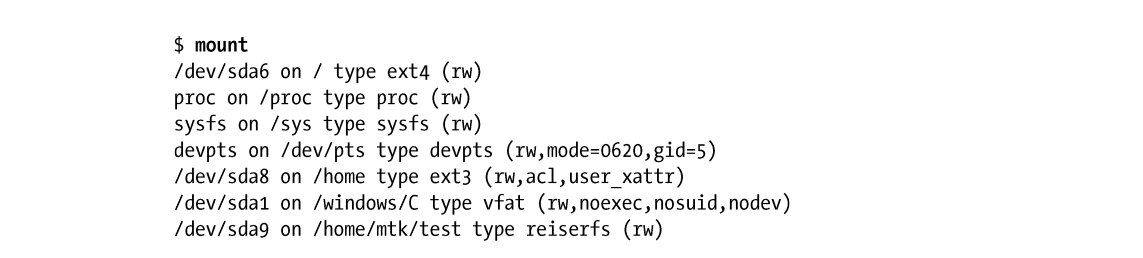 $ mount
/dev/sda6 on / type ext4 (rw)
proc on /proc type proc (rw)
sysfs on /sys type sysfs (rw)
devpts on /dev/pts type devpts (rw,mode=0620,gid=5)
/dev/sda8 on /home type ext3 (rw,acl,user_xattr)
/dev/sda1 on /windows/C type vfat (rw,noexec,nosuid,nodev)
/dev/sda9 on /home/mtk/test type reiserfs (rw)